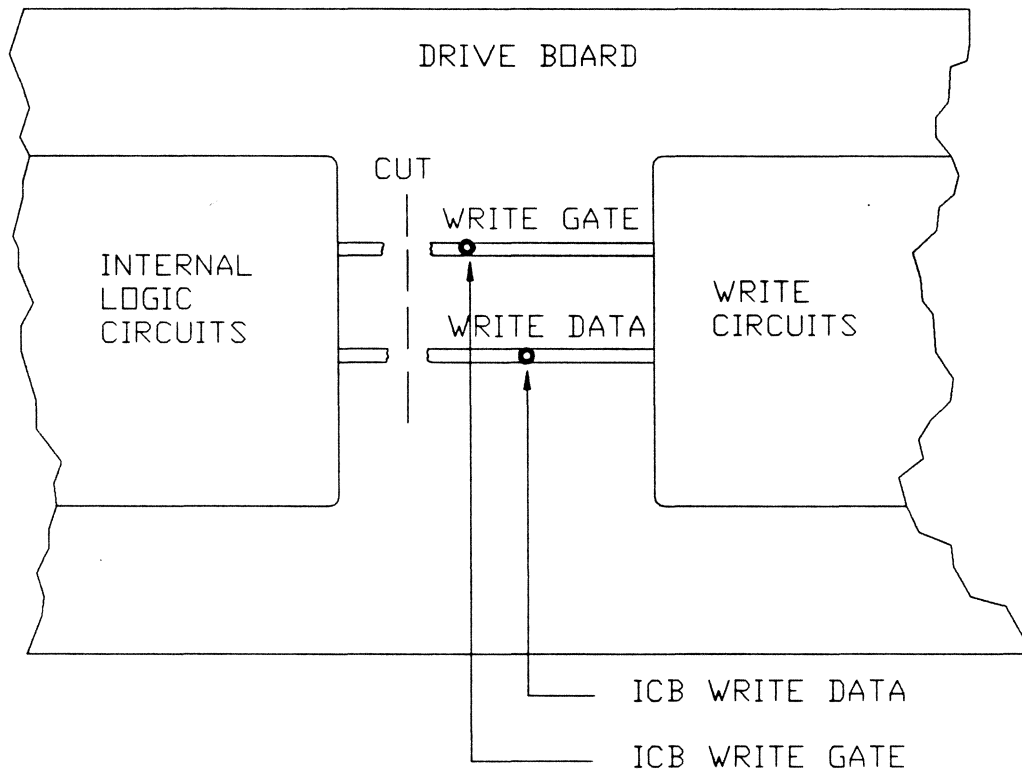 DRIVE BOARD
CUT
WRITE GATE
INTERNAL
LOGIC
CIRCUITS
WRITE
CIRCUITS
WRITE DATA
ICB WRITE DATA
ICB WRITE GATE